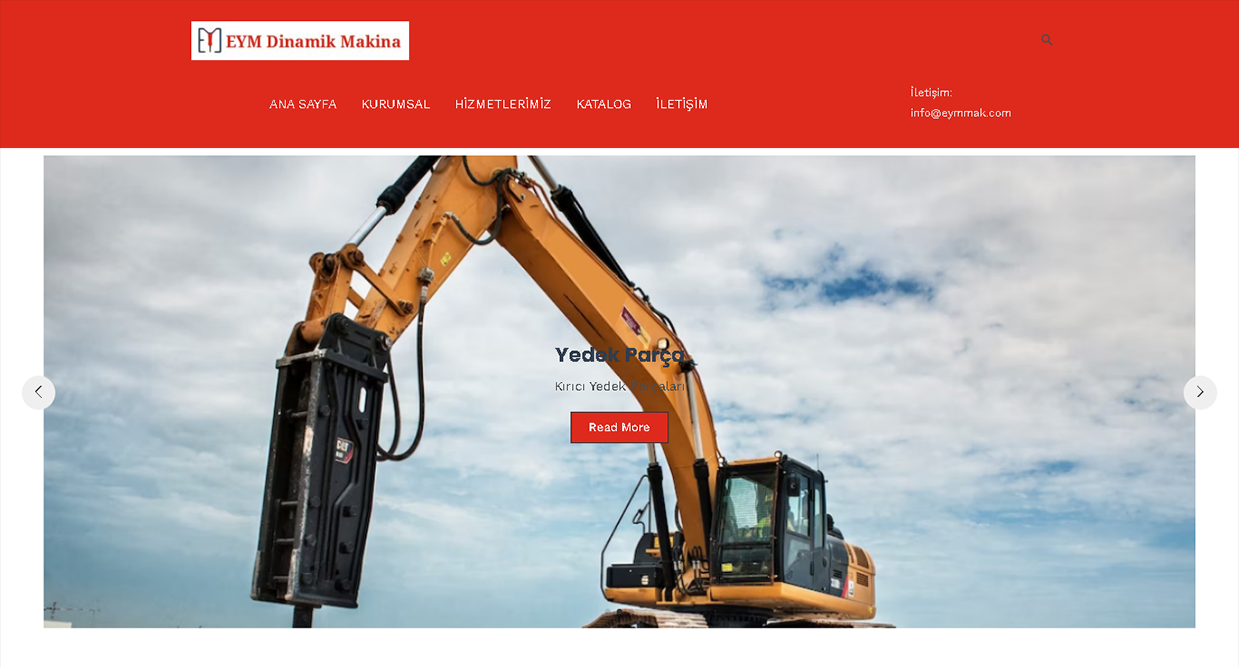 EYM Dinamik Makina
ANA SAYFA KURUMSAL HİZMETLERİMİZ KATALOG İLETİŞİM
İletişim:
info@eymmak.com
Yedek Parça
Kırıcı Yedek Parçaları
Read More
CAT